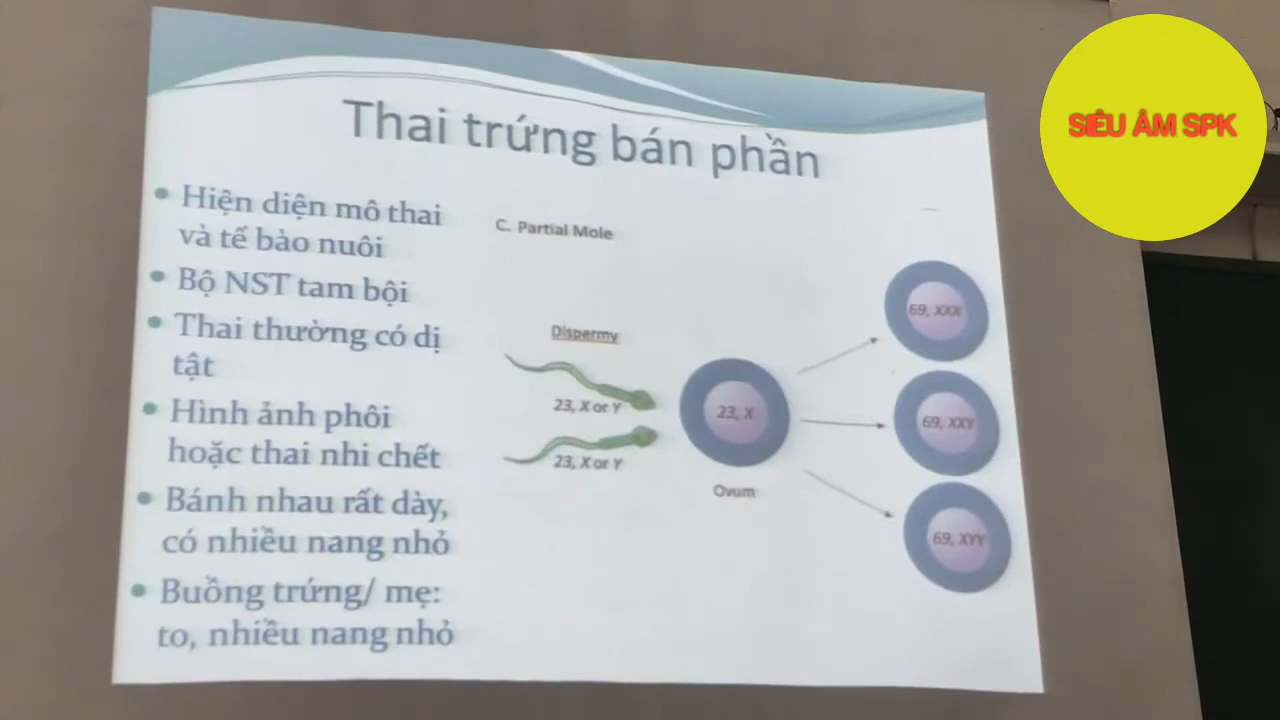 SIÊU ÂM SPK
Thai trứng bán phần
• Hiện diện mô thai
và tế bào nuôi
• Bộ NST tam bội
• Thai thường có dị
tật
• Hình ảnh phôi
hoặc thai nhi chết
• Bánh nhau rất dày,
có nhiều nang nhỏ
• Buồng trứng/ mẹ:
to, nhiều nang nhỏ
C. Partial Mole
Dispermy
23, X or Y
23, X or Y
23, X
Ovum
69, XXX
69, XXY
69, XYY